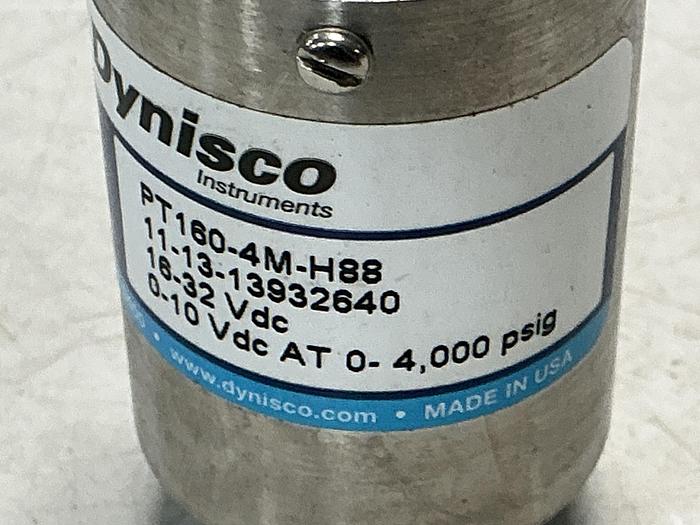 Dynisco
Instruments
PT160-4M-H88
11-13-13932640
16-32 Vdc
0-10 Vdc AT 0- 4,000 psig
• www.dynisco.com • MADE IN USA